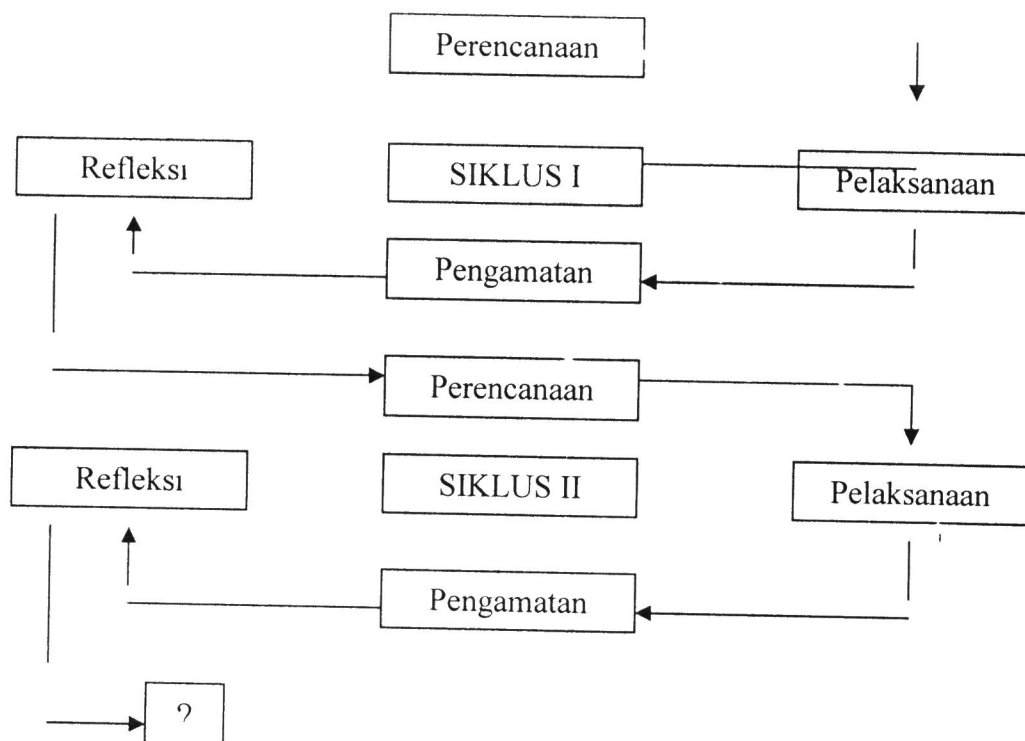 Perencanaan
Refleksi
SIKLUS I
Pelaksanaan
Pengamatan
Perencanaan
Refleksi
SIKLUS II
Pelaksanaan
Pengamatan
?